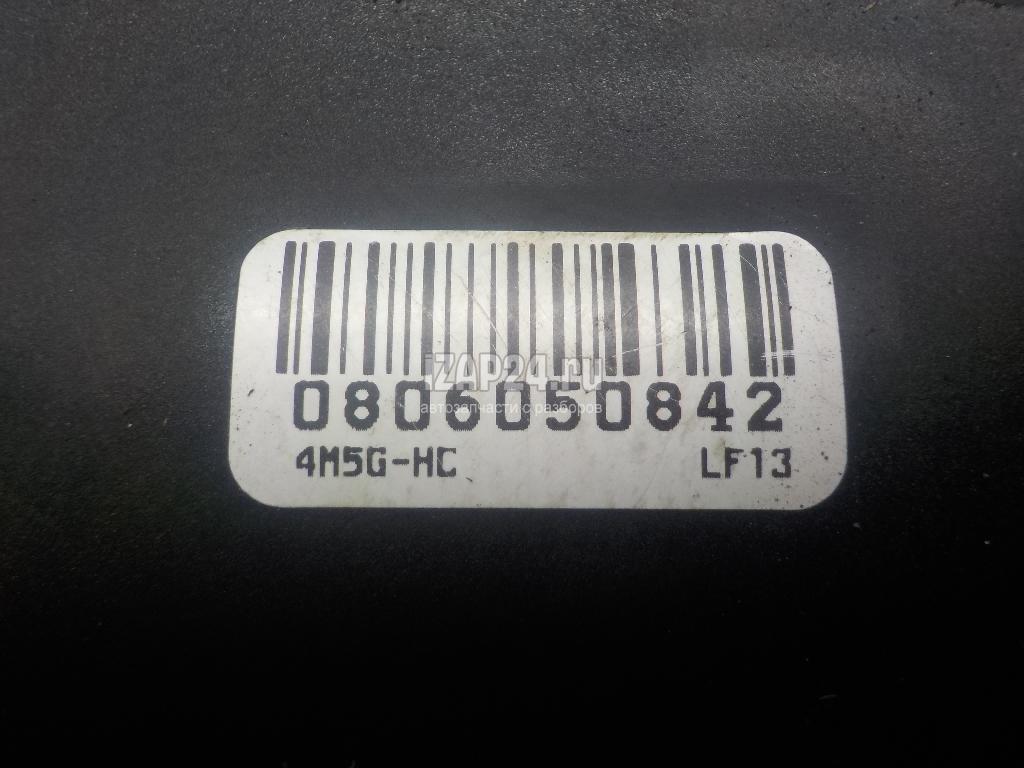 iZAP24.ru
0806050842
автозапчасти с разборов
4M5G-HC LF13